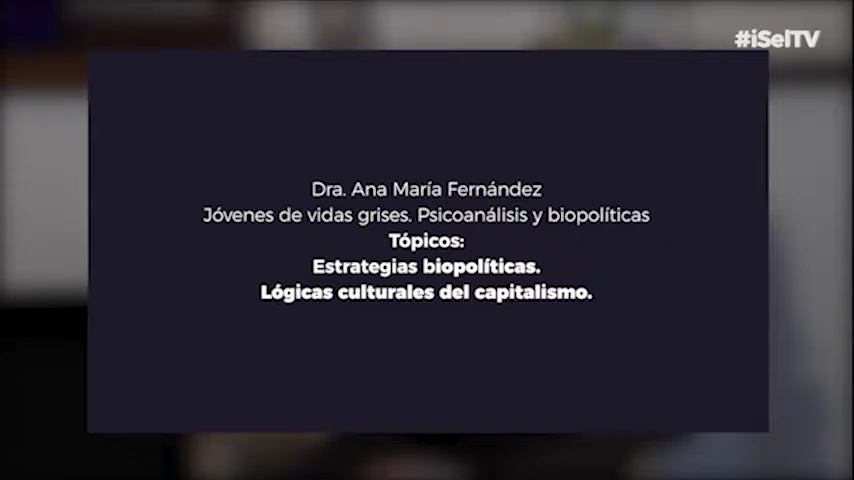 #iSelTV
Dra. Ana María Fernández
Jóvenes de vidas grises. Psicoanálisis y biopolíticas
Tópicos:
Estrategias biopolíticas.
Lógicas culturales del capitalismo.